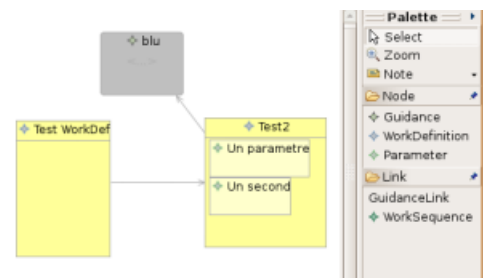 blu
Test WorkDef
Test2
Un parametre
Un second
Palette
Select
Zoom
Note
Node
Guidance
WorkDefinition
Parameter
Link
GuidanceLink
WorkSequence